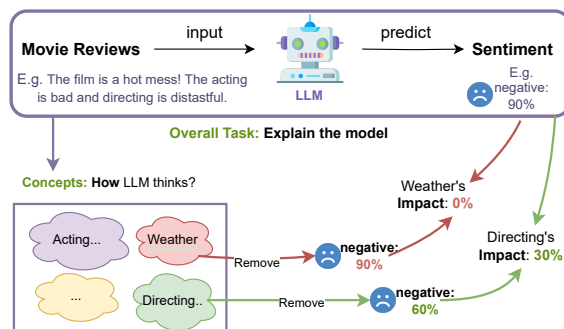 Movie Reviews
input
predict
Sentiment
E.g. The film is a hot mess! The acting
is bad and directing is distastful.
LLM
E.g.
negative:
90%
Overall Task: Explain the model
Concepts: How LLM thinks?
Weather's
Impact: 0%
Directing's
Impact: 30%
Acting...
Weather
Remove
negative:
90%
...
Directing..
Remove
negative:
60%